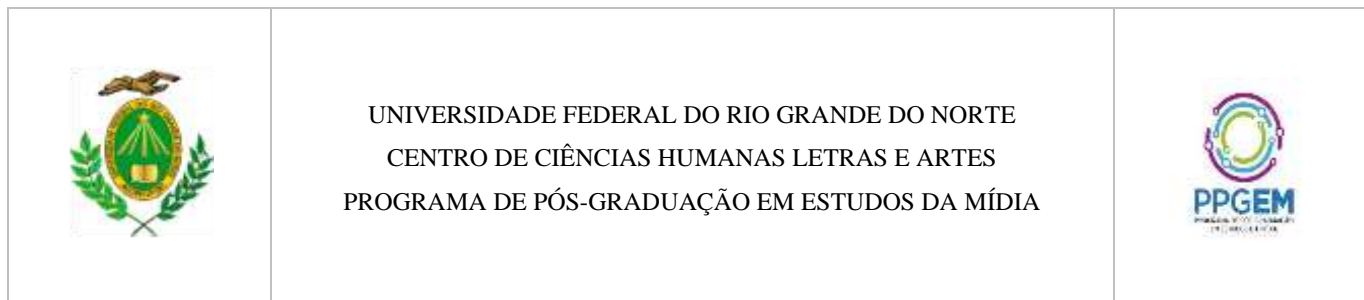 UNIVERSIDADE FEDERAL DO RIO GRANDE DO NORTE
CENTRO DE CIÊNCIAS HUMANAS LETRAS E ARTES
PROGRAMA DE PÓS-GRADUAÇÃO EM ESTUDOS DA MÍDIA
PPGEM